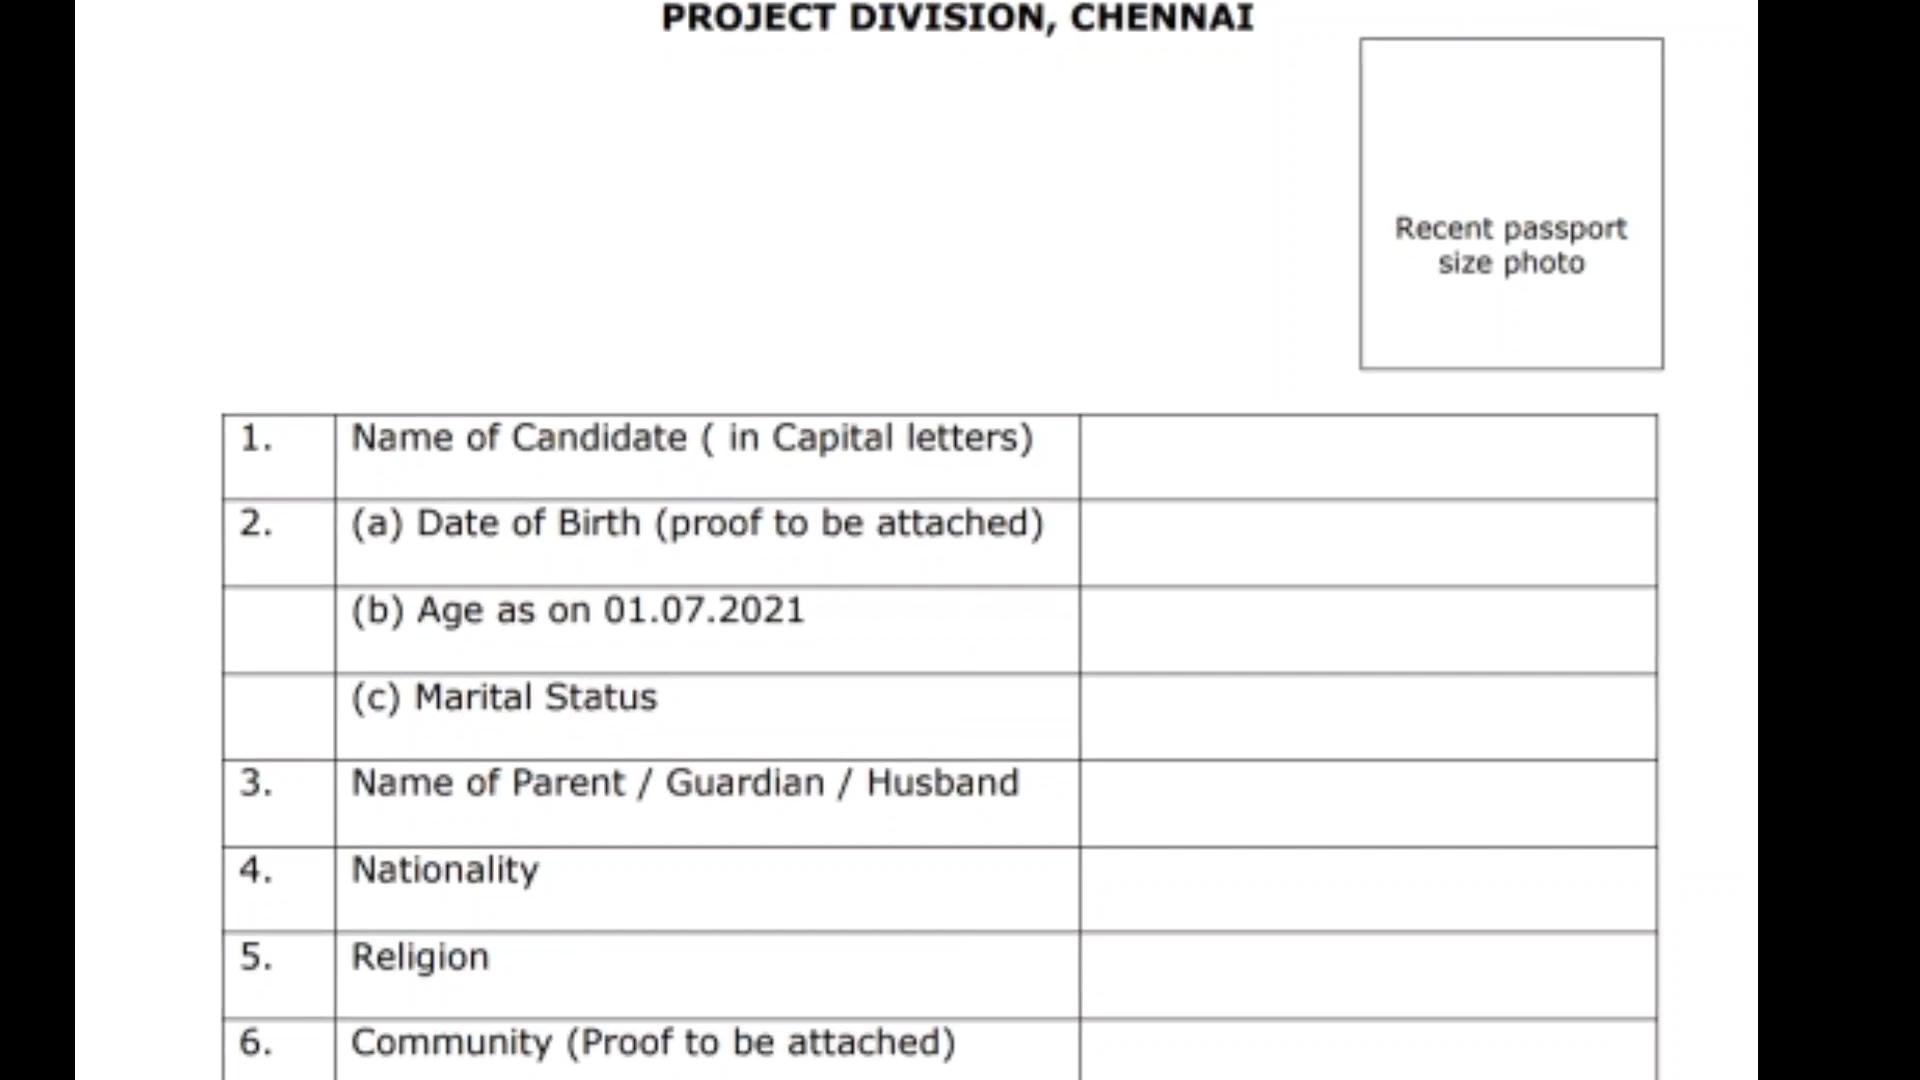 PROJECT DIVISION, CHENNAI
Recent passport
size photo
1. Name of Candidate ( in Capital letters)
2. (a) Date of Birth (proof to be attached)
(b) Age as on 01.07.2021
(c) Marital Status
3. Name of Parent / Guardian / Husband
4. Nationality
5. Religion
6. Community (Proof to be attached)